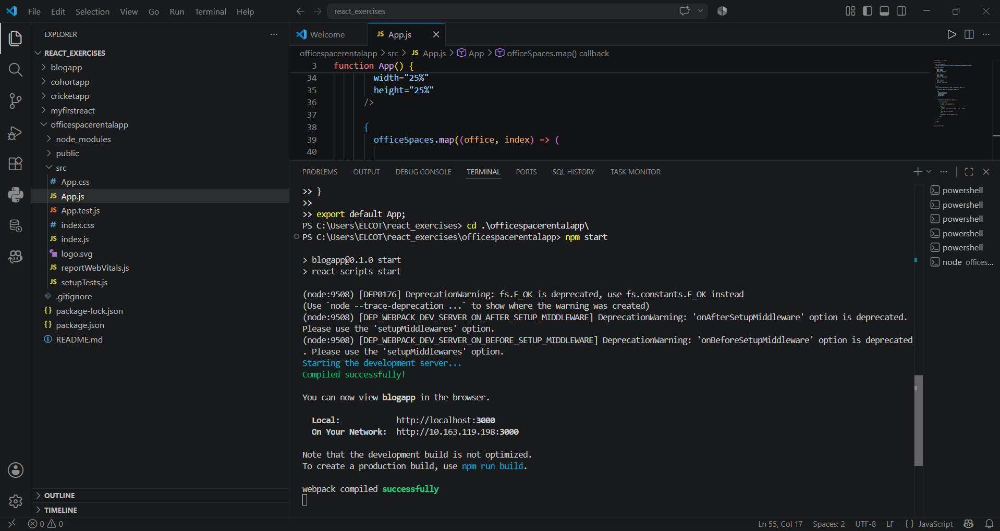 File Edit Selection View Go Run Terminal Help
react_exercises
EXPLORER
REACT_EXERCISES
blogapp
cohortapp
cricketapp
myfirstreact
officespacerentalapp
node_modules
public
src
# App.css
JS App.js
JS App.test.js
# index.css
JS index.js
logo.svg
JS reportWebVitals.js
JS setupTests.js
.gitignore
{} package-lock.json
{} package.json
README.md
OUTLINE
TIMELINE
Welcome
JS App.js
officespacerentalapp > src > JS App.js > App > officeSpaces.map() callback
3 function App() {
34 width="25%"
35 height="25%"
36 />
37
38 {
39 officeSpaces.map((office, index) => (
40
PROBLEMS OUTPUT DEBUG CONSOLE TERMINAL PORTS SQL HISTORY TASK MONITOR
>> }
>>
>> export default App;
PS C:\Users\ELCOT\react_exercises> cd .\officespacerentalapp\
PS C:\Users\ELCOT\react_exercises\officespacerentalapp> npm start
> blogapp@0.1.0 start
> react-scripts start
(node:9508) [DEP0176] DeprecationWarning: fs.F_OK is deprecated, use fs.constants.F_OK instead
(Use `node --trace-deprecation ...` to show where the warning was created)
(node:9508) [DEP_WEBPACK_DEV_SERVER_ON_AFTER_SETUP_MIDDLEWARE] DeprecationWarning: 'onAfterSetupMiddleware' option is deprecated.
Please use the 'setupMiddlewares' option.
(node:9508) [DEP_WEBPACK_DEV_SERVER_ON_BEFORE_SETUP_MIDDLEWARE] DeprecationWarning: 'onBeforeSetupMiddleware' option is deprecated
. Please use the 'setupMiddlewares' option.
Starting the development server...
Compiled successfully!
You can now view blogapp in the browser.
Local: http://localhost:3000
On Your Network: http://10.163.119.198:3000
Note that the development build is not optimized.
To create a production build, use npm run build.
webpack compiled successfully
powershell
powershell
powershell
powershell
powershell
node offices...
0 0
Ln 55, Col 17 Spaces: 2 UTF-8 LF {} JavaScript